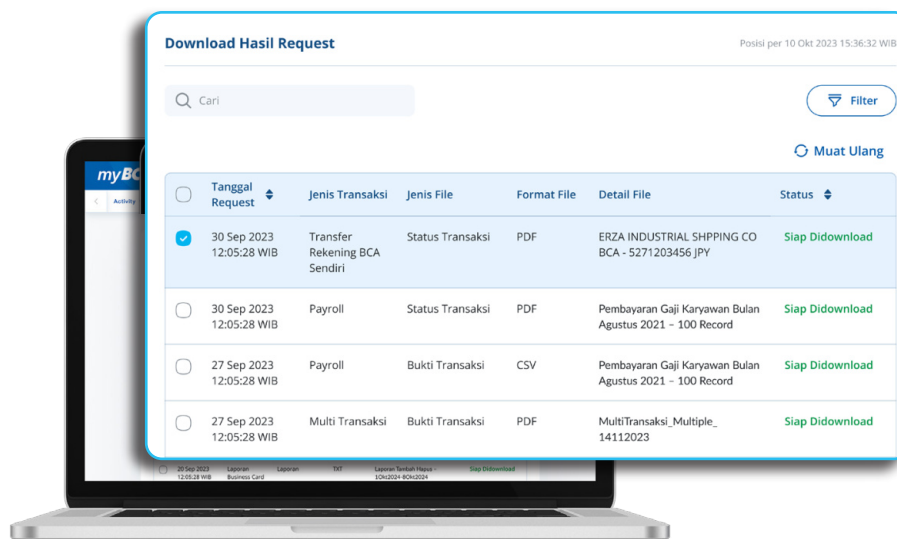 Download Hasil Request
Posisi per 10 Okt 2023 15:36:32 WIB
Cari
Filter
Muat Ulang
Tanggal Request
Jenis Transaksi
Jenis File
Format File
Detail File
Status
30 Sep 2023
12:05:28 WIB
Transfer
Rekening BCA
Sendiri
Status Transaksi
PDF
ERZA INDUSTRIAL SHPPING CO
BCA - 5271203456 JPY
Siap Didownload
30 Sep 2023
12:05:28 WIB
Payroll
Status Transaksi
PDF
Pembayaran Gaji Karyawan Bulan
Agustus 2021 – 100 Record
Siap Didownload
27 Sep 2023
12:05:28 WIB
Payroll
Bukti Transaksi
CSV
Pembayaran Gaji Karyawan Bulan
Agustus 2021 – 100 Record
Siap Didownload
27 Sep 2023
12:05:28 WIB
Multi Transaksi
Bukti Transaksi
PDF
MultiTransaksi_Multiple_
14112023
Siap Didownload
myBC
Activity
20 Sep 2023
12:05:28 WIB
Laporan
Business Card
Laporan
TXT
Laporan Tambah Hapus -
1Okt2024-8Okt2024
Siap Didownload